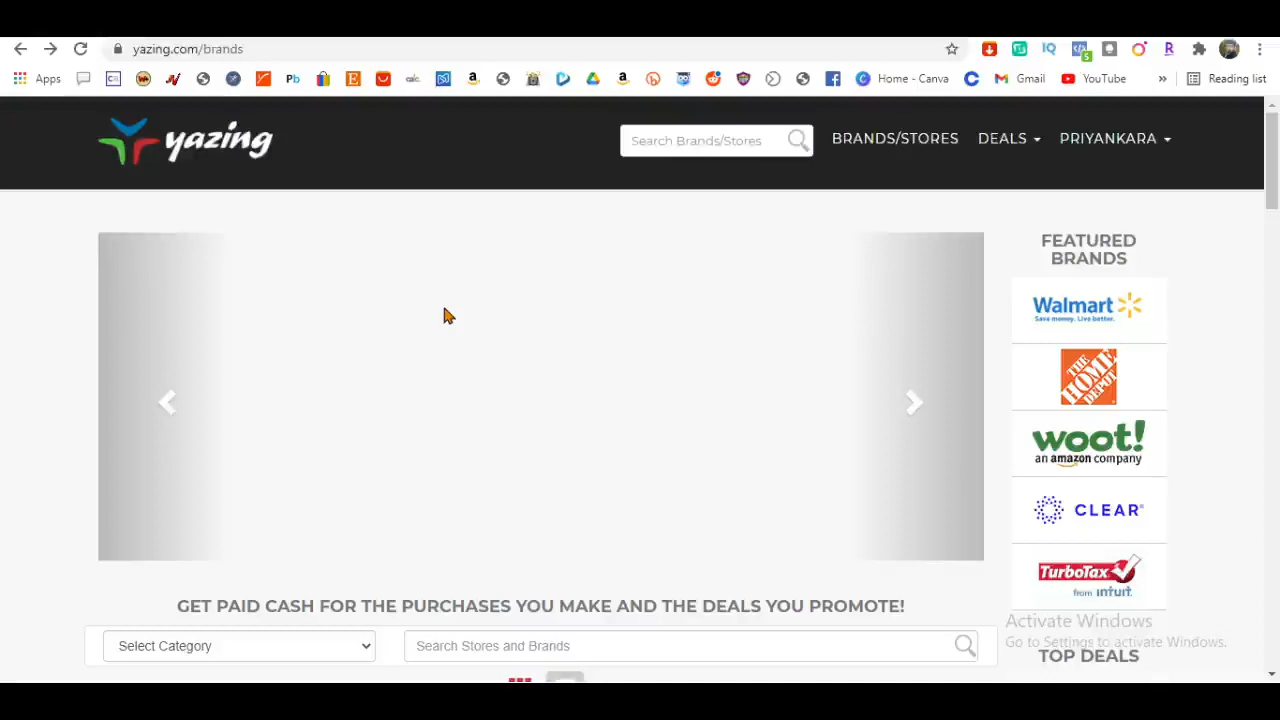 yazing.com/brands
Apps
Pb
calc.
Home - Canva
Gmail
YouTube
»
Reading list
yazing
Search Brands/Stores
BRANDS/STORES
DEALS
PRIYANKARA
FEATURED
BRANDS
Walmart
Save money. Live better.
THE
HOME
DEPOT
woot!
an amazon company
CLEAR
TurboTax
from intuit
GET PAID CASH FOR THE PURCHASES YOU MAKE AND THE DEALS YOU PROMOTE!
Select Category
Search Stores and Brands
Activate Windows
Go to Settings to activate Windows.
TOP DEALS